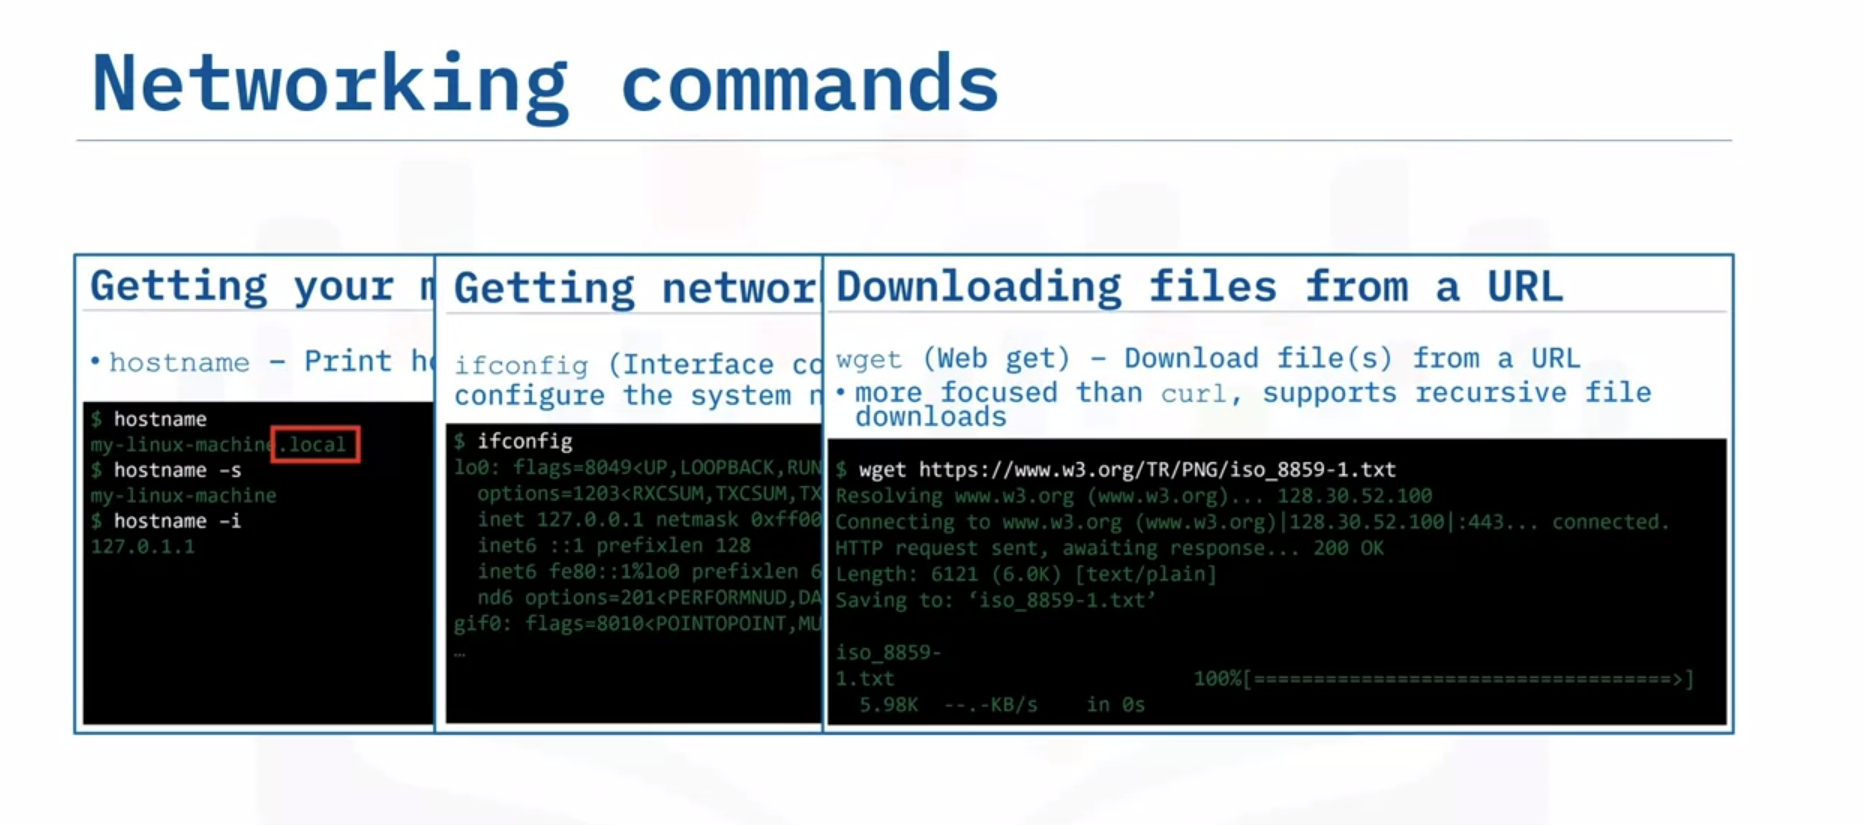 Networking commands
Getting your
• hostname – Print
$ hostname
my-linux-machine.local
$ hostname –s
my-linux-machine
$ hostname –i
127.0.1.1
Getting networ
ifconfig (Interface co
configure the system
$ ifconfig
lo0: flags=8049<UP,LOOPBACK,RUN
options=1203<RXCSUM,TXCSUM,TX
inet 127.0.0.1 netmask 0xff00
inet6 ::1 prefixlen 128
inet6 fe80::1%lo0 prefixlen 6
nd6 options=201<PERFORMNUD,DA
gif0: flags=8010<POINTOPOINT,MU
…
Downloading files from a URL
wget (Web get) – Download file(s) from a URL
• more focused than curl, supports recursive file
downloads
$ wget https://www.w3.org/TR/PNG/iso_8859-1.txt
Resolving www.w3.org (www.w3.org)... 128.30.52.100
Connecting to www.w3.org (www.w3.org)|128.30.52.100|:443... connected.
HTTP request sent, awaiting response... 200 OK
Length: 6121 (6.0K) [text/plain]
Saving to: ‘iso_8859-1.txt’
iso_8859-
1.txt 100%[===================================>]
5.98K --.-KB/s in 0s